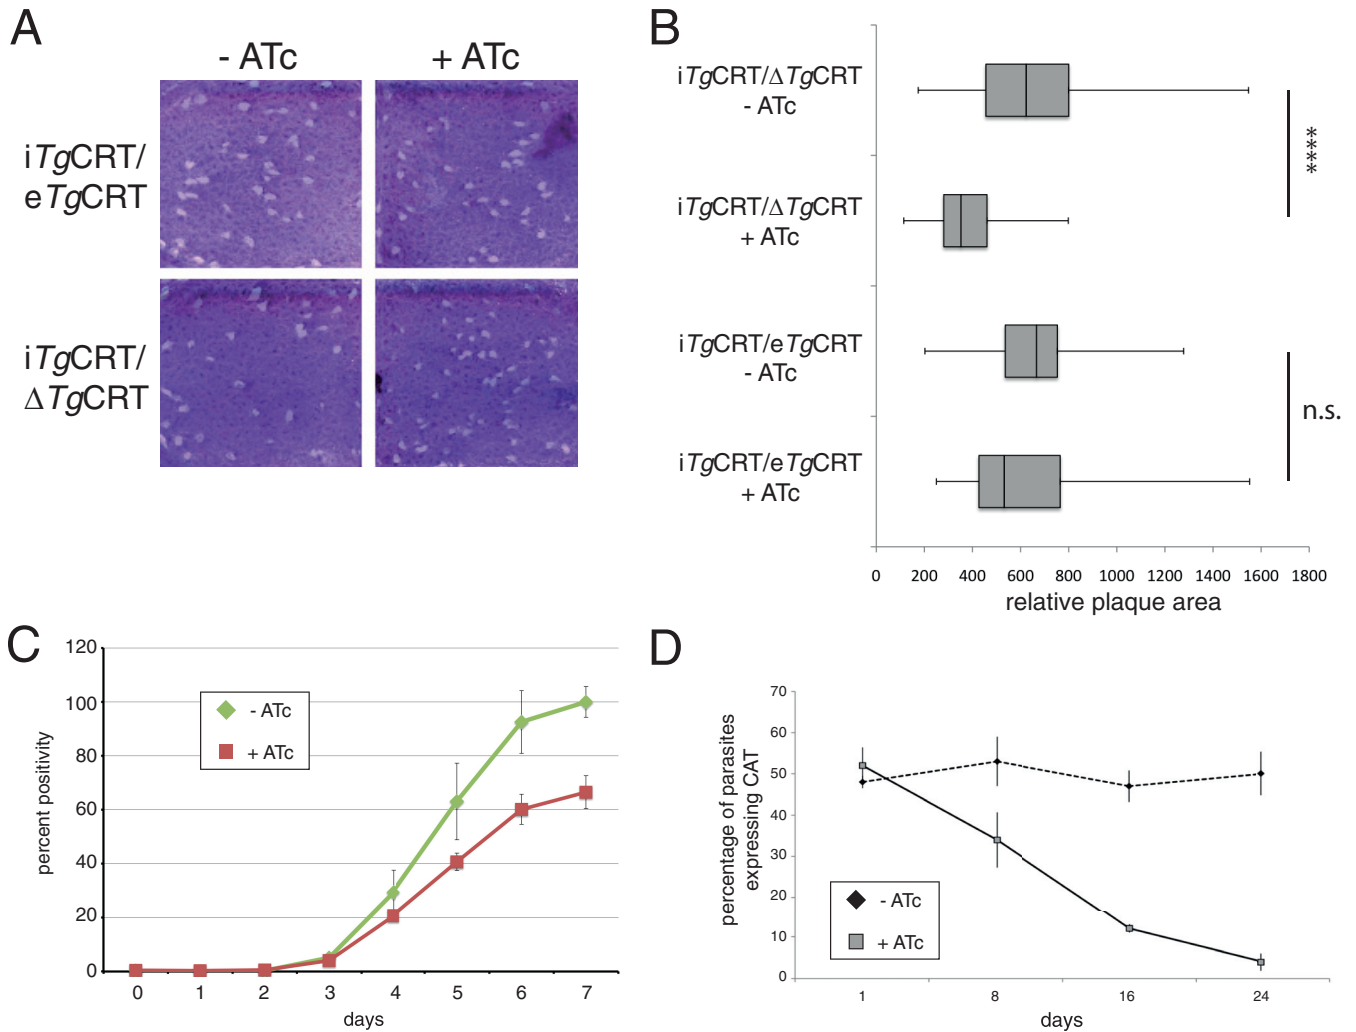 A
- ATc
+ ATc
iTgCRT/
eTgCRT
iTgCRT/
ΔTgCRT
B
iTgCRT/ΔTgCRT
- ATc
iTgCRT/ΔTgCRT
+ ATc
iTgCRT/eTgCRT
- ATc
iTgCRT/eTgCRT
+ ATc
****
n.s.
0 200 400 600 800 1000 1200 1400 1600 1800
relative plaque area
C
120
100
80
60
40
20
0
percent positivity
- ATc
+ ATc
0 1 2 3 4 5 6 7
days
D
70
60
50
40
30
20
10
0
percentage of parasites
expressing CAT
- ATc
+ ATc
1 8 16 24
days